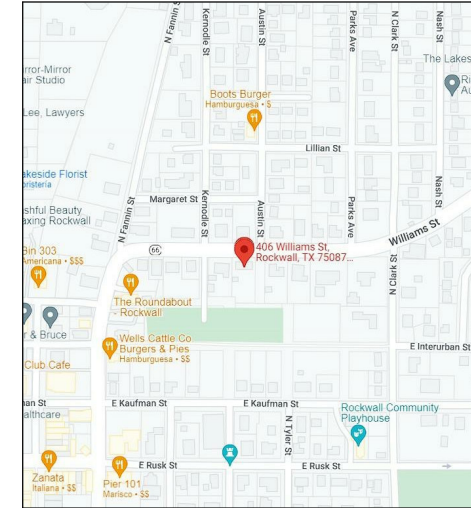 N Fannin S
Kernodle St
Austin St
Parks Ave
N Clark St
Nash St
The Lakes
rror-Mirror
air Studio
Ri
Au
Boots Burger
Hamburguesa • $
Lee, Lawyers
Lillian St
akeside Florist
oristeria
Margaret St
Kernodle St
Austin St
Parks Ave
Nash St
shful Beauty
axing Rockwall
N Fannin St
Williams St
66
406 Williams St,
Rockwall, TX 75087...
Bin 303
Americana • $$$
N Clark St
The Roundabout
- Rockwall
r & Bruce
Wells Cattle Co
Burgers & Pies
Hamburguesa • $$
E Interurban St
Club Cafe
man St
E Kaufman St
E Kaufman St
Rockwall Community
Playhouse
althcare
N Tyler St
E Rusk St
E Rusk St
Zanata
Italiana • $$
Pier 101
Marisco • $$